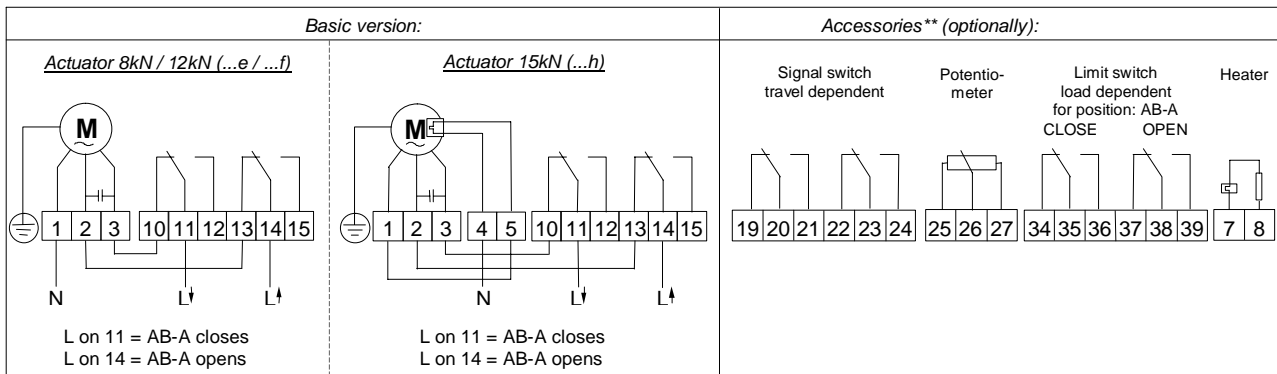 Basic version:
Accessories** (optionally):
Actuator 8kN / 12kN (...e / ...f)
M
1 2 3 10 11 12 13 14 15
N L L
L on 11 = AB-A closes
L on 14 = AB-A opens
Actuator 15kN (...h)
M
1 2 3 4 5 10 11 12 13 14 15
N L L
L on 11 = AB-A closes
L on 14 = AB-A opens
Signal switch
travel dependent
19 20 21 22 23 24
Potentio-
meter
25 26 27
Limit switch
load dependent
for position: AB-A
CLOSE OPEN
34 35 36 37 38 39
Heater
7 8